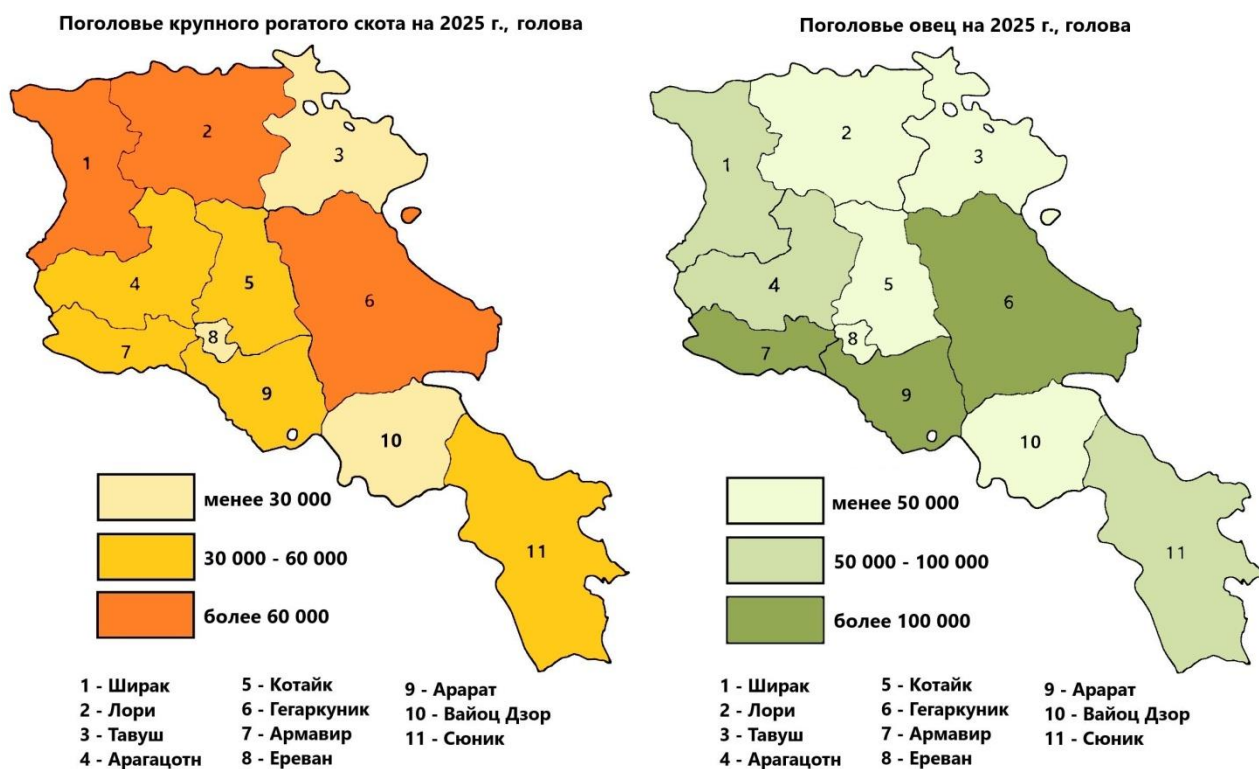 Поголовье крупного рогатого скота на 2025 г., голова
1
2
3
4
5
6
7
8
9
10
11
менее 30 000
30 000 - 60 000
более 60 000
1 - Ширак
2 - Лори
3 - Тавуш
4 - Арагацотн
5 - Котайк
6 - Гегаркуник
7 - Армавир
8 - Ереван
9 - Арарат
10 - Вайоц Дзор
11 - Сюник
Поголовье овец на 2025 г., голова
1
2
3
4
5
6
7
8
9
10
11
менее 50 000
50 000 - 100 000
более 100 000
1 - Ширак
2 - Лори
3 - Тавуш
4 - Арагацотн
5 - Котайк
6 - Гегаркуник
7 - Армавир
8 - Ереван
9 - Арарат
10 - Вайоц Дзор
11 - Сюник